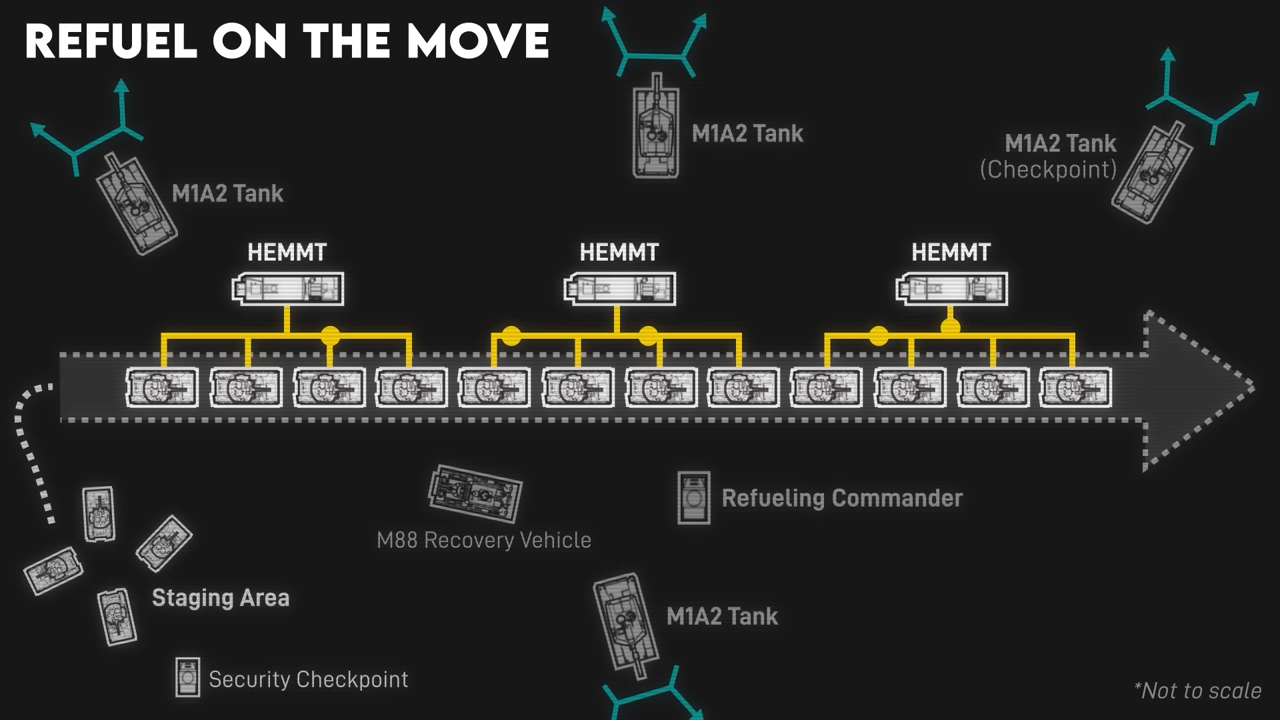 REFUEL ON THE MOVE
M1A2 Tank
M1A2 Tank
(Checkpoint)
M1A2 Tank
HEMMT
HEMMT
HEMMT
Refueling Commander
M88 Recovery Vehicle
Staging Area
M1A2 Tank
Security Checkpoint
*Not to scale